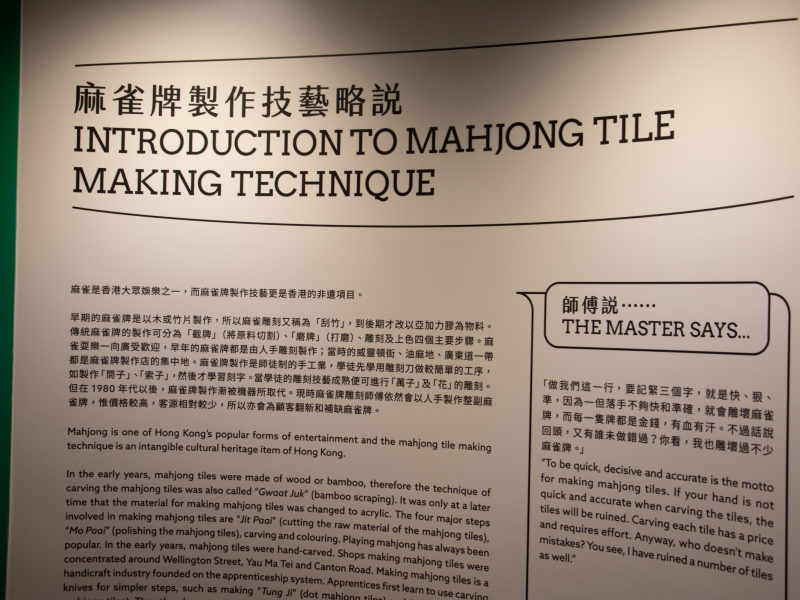 麻雀牌製作技藝略説
INTRODUCTION TO MAHJONG TILE
MAKING TECHNIQUE
麻雀是香港大眾娛樂之一，而麻雀牌製作技藝更是香港的非遺項目。
早期的麻雀牌是以木或竹片製作，所以麻雀雕刻又稱為「刮竹」，到後期才改以亞加力膠為物料。
傳統麻雀牌的製作可分為「截牌」（將原料切割）、「磨牌」（打磨）、雕刻及上色四個主要步驟。麻
雀耍樂一向廣受歡迎，早年的麻雀牌都是由人手雕刻製作；當時的威靈頓街、油麻地、廣東道一帶
都是麻雀牌製作店的集中地。麻雀牌製作是師徒制的手工業，學徒先學用雕刻刀做較簡單的工序，
如製作「筒子」、「索子」，然後才學習刻字。當學徒的雕刻技藝成熟便可進行「萬子」及「花」的雕刻。
但在 1980 年代以後，麻雀牌製作漸被機器所取代。現時麻雀牌雕刻師傅依然會以人手製作整副麻
雀牌，惟價格較高，客源相對較少，所以亦會為顧客翻新和補缺麻雀牌。
Mahjong is one of Hong Kong's popular forms of entertainment and the mahjong tile making
technique is an intangible cultural heritage item of Hong Kong.
In the early years, mahjong tiles were made of wood or bamboo, therefore the technique of
carving the mahjong tiles was also called "Gwaat Juk" (bamboo scraping). It was only at a later
time that the material for making mahjong tiles was changed to acrylic. The four major steps
involved in making mahjong tiles are "Jit Paai" (cutting the raw material of the mahjong tiles),
"Mo Paai" (polishing the mahjong tiles), carving and colouring. Playing mahjong has always been
popular. In the early years, mahjong tiles were hand-carved. Shops making mahjong tiles were
concentrated around Wellington Street, Yau Ma Tei and Canton Road. Making mahjong tiles is a
handicraft industry founded on the apprenticeship system. Apprentices first learn to use carving
knives for simpler steps, such as making "Tung Ji" (dot mahjong tiles)
師傅説……
THE MASTER SAYS...
「做我們這一行，要記緊三個字，就是快、狠、
準，因為一但落手不夠快和準確，就會雕壞麻雀
牌，而每一隻牌都是金錢，有血有汗。不過話說
回頭，又有誰未做錯過？你看，我也雕壞過不少
麻雀牌。」
"To be quick, decisive and accurate is the motto
for making mahjong tiles. If your hand is not
quick and accurate when carving the tiles, the
tiles will be ruined. Carving each tile has a price
and requires effort. Anyway, who doesn't make
mistakes? You see, I have ruined a number of tiles
as well."